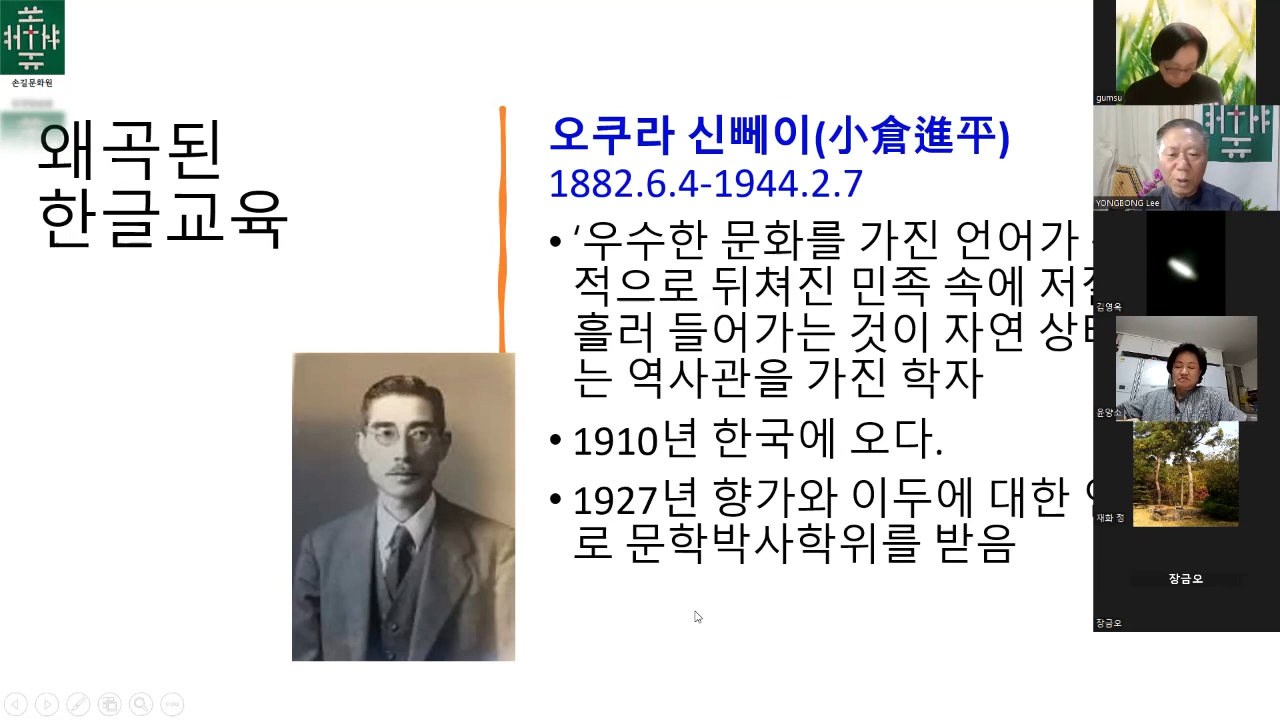 손길문화원
왜곡된
한글교육
오쿠라 신뻬이(小倉進平)
1882.6.4-1944.2.7
• ‘우수한 문화를 가진 언어가
적으로 뒤쳐진 민족 속에
흘러 들어가는 것이 자연
는 역사관을 가진 학자
• 1910년 한국에 오다.
• 1927년 향가와 이두에 대한
로 문학박사학위를 받음
gumsu
YONGBONG Lee
김영옥
윤양소
재화 정
장금오
장금오